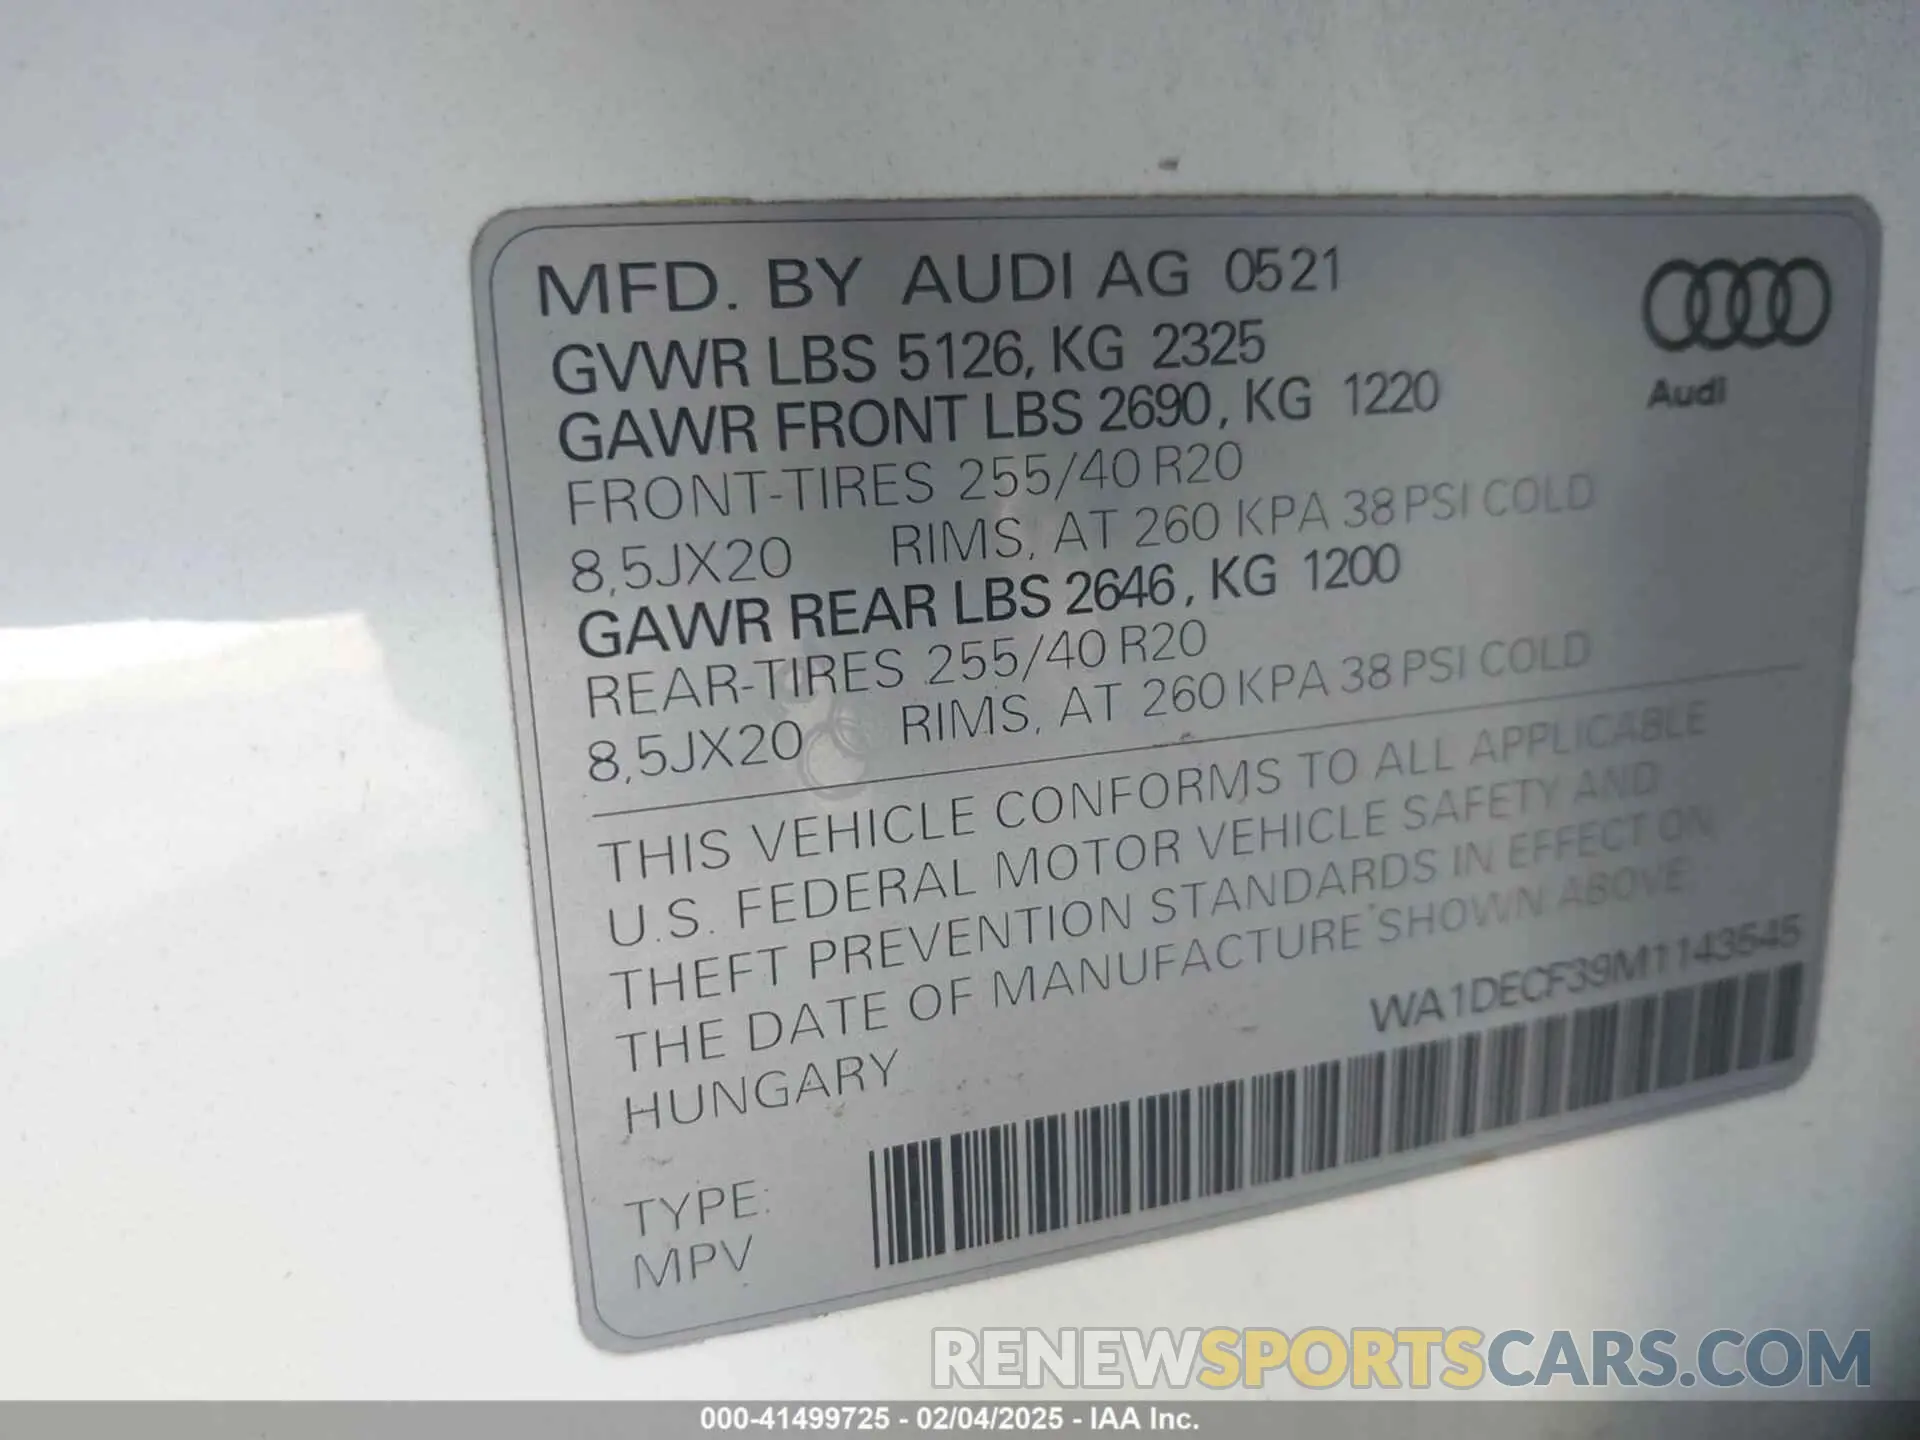 MFD. BY AUDI AG 0521
GVWR LBS 5126, KG 2325
GAWR FRONT LBS 2690, KG 1220
FRONT-TIRES 255/40 R20
8,5JX20 RIMS, AT 260 KPA 38 PSI COLD
GAWR REAR LBS 2646, KG 1200
REAR-TIRES 255/40 R20
8,5JX20 RIMS, AT 260 KPA 38 PSI COLD
Audi
THIS VEHICLE CONFORMS TO ALL APPLICABLE
U.S. FEDERAL MOTOR VEHICLE SAFETY AND
THEFT PREVENTION STANDARDS IN EFFECT ON
THE DATE OF MANUFACTURE SHOWN ABOVE
HUNGARY
WA1DECF39M1143545
TYPE:
MPV
RENEWSPORTSCARS.COM
000-41499725 - 02/04/2025 - IAA Inc.